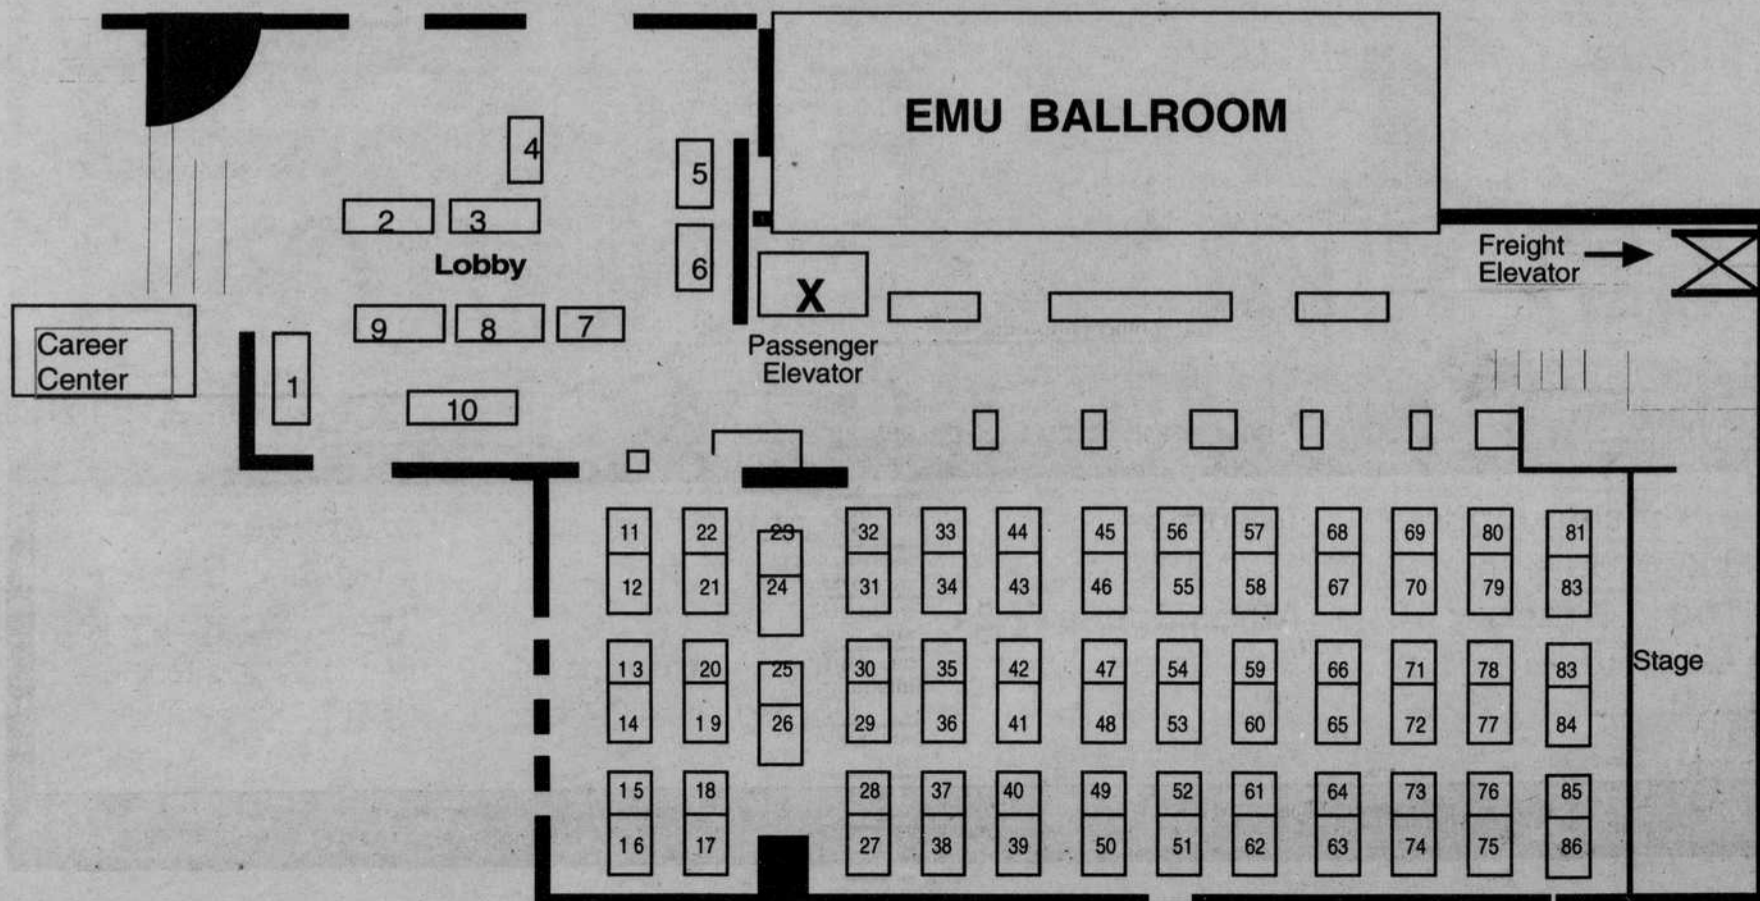 EMU BALLROOM
4
5
2 3
Lobby
6
Freight
Elevator
X
9 8 7
Passenger
Elevator
Career
Center
1
10
11 22 23 32 33 44 45 56 57 68 69 80 81
12 21 24 31 34 43 46 55 58 67 70 79 83
13 20 25 30 35 42 47 54 59 66 71 78 83
Stage
14 19 26 29 36 41 48 53 60 65 72 77 84
15 18 28 37 40 49 52 61 64 73 76 85
16 17 27 38 39 50 51 62 63 74 75 86